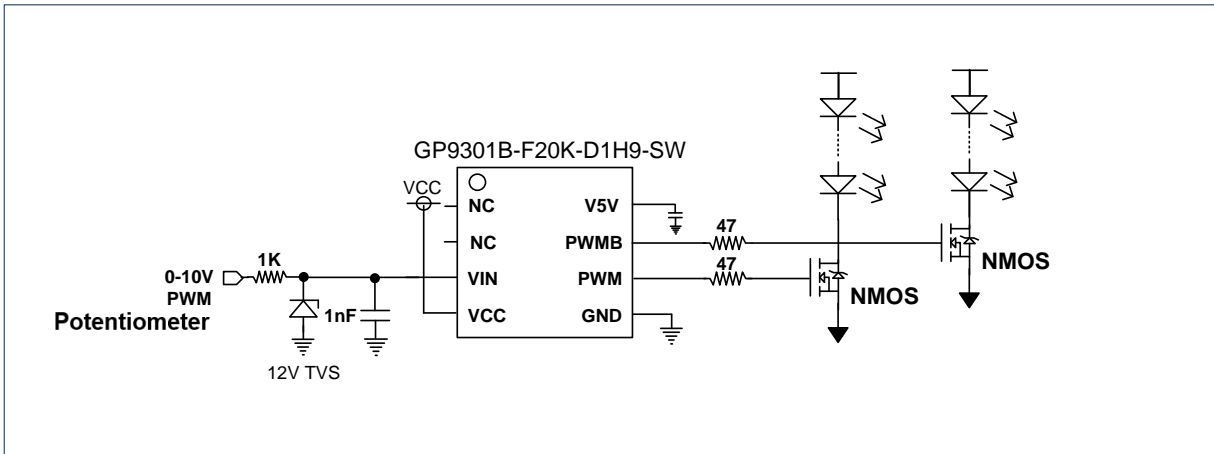 GP9301B-F20K-D1H9-SW
VCC
NC
V5V
NC
PWMB
47
NMOS
0-10V
1K
VIN
PWM
47
NMOS
PWM
Potentiometer
1nF
VCC
GND
12V TVS